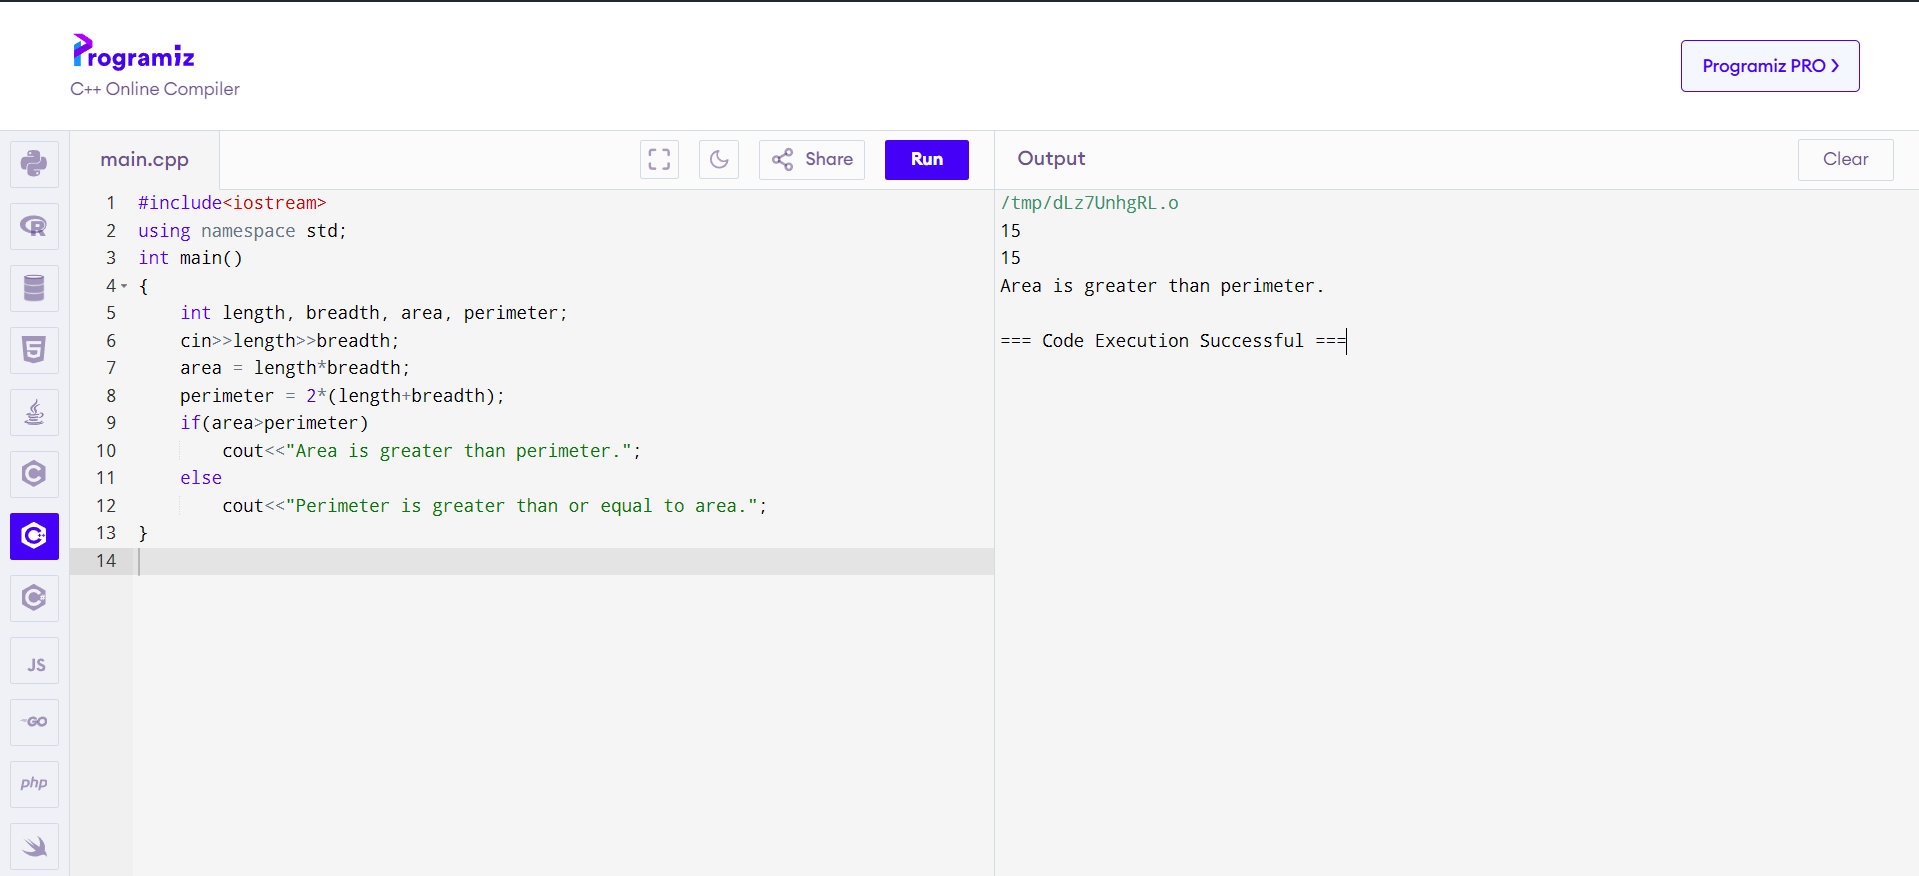 Programiz
C++ Online Compiler
Programiz PRO >
main.cpp
Share
Run
Output
Clear
1 #include<iostream>
2 using namespace std;
3 int main()
4 {
5     int length, breadth, area, perimeter;
6     cin>>length>>breadth;
7     area = length*breadth;
8     perimeter = 2*(length+breadth);
9     if(area>perimeter)
10         cout<<"Area is greater than perimeter.";
11     else
12         cout<<"Perimeter is greater than or equal to area.";
13 }
14
/tmp/dLz7UnhgRL.o
15
15
Area is greater than perimeter.
=== Code Execution Successful ===
R
5
C
C++
C#
JS
GO
php